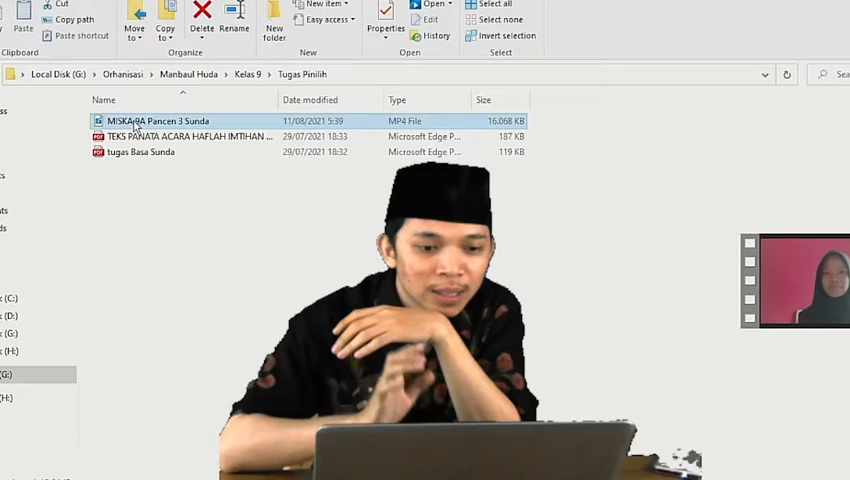 Cut
Copy path
Paste shortcut
Move to
Copy to
Delete
Rename
New folder
New item
Easy access
Properties
Open
Edit
History
Select all
Select none
Invert selection
Clipboard
Organize
New
Open
Select
Local Disk (G:) > Orhanisasi > Manbaul Huda > Kelas 9 > Tugas Pinilih
Name Date modified Type Size
MISKA 9A Pancen 3 Sunda 11/08/2021 5:39 MP4 File 16.068 KB
TEKS PANATA ACARA HAFLAH IMTIHAN ... 29/07/2021 18:33 Microsoft Edge P... 187 KB
tugas Basa Sunda 29/07/2021 18:32 Microsoft Edge P... 119 KB
(C:)
(D:)
(G:)
(H:)
(G:)
(H:)